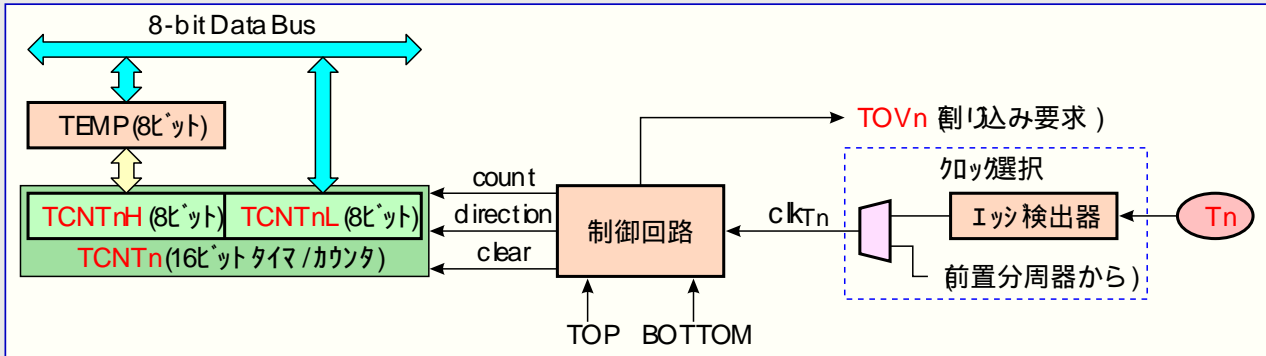 8-bit Data Bus
TEMP (8ビット)
TCNTnH (8ビット)
TCNTnL (8ビット)
TCNTn (16ビット タイマ/カウンタ)
count
direction
clear
制御回路
TOP
BOTTOM
TOVn (割り込み要求)
クロック選択
clkTn
エッジ検出器
Tn
(前置分周器から)